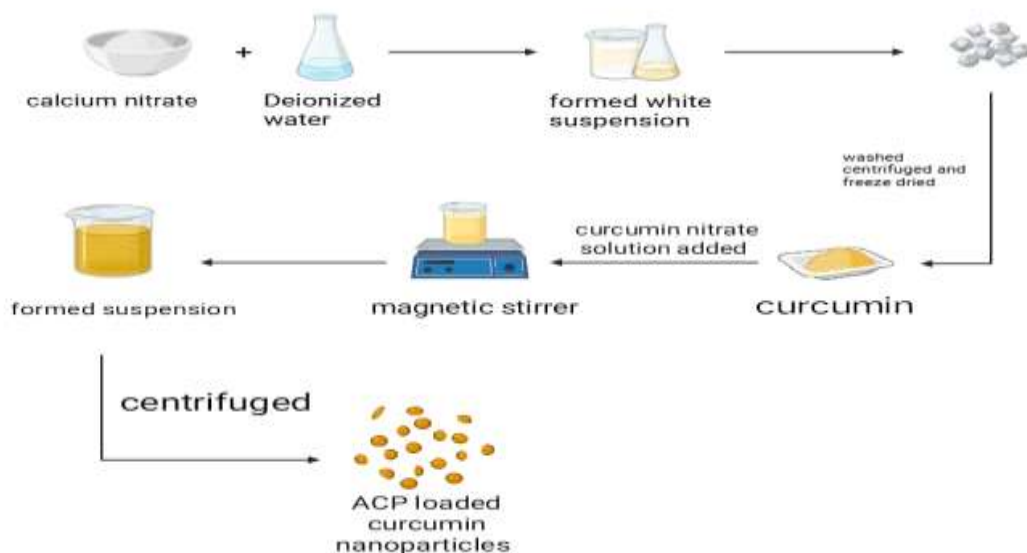 calcium nitrate
+
Deionized
water
formed white
suspension
washed
centrifuged and
freeze dried
formed suspension
magnetic stirrer
curcumin nitrate
solution added
curcumin
centrifuged
ACP loaded
curcumin
nanoparticles